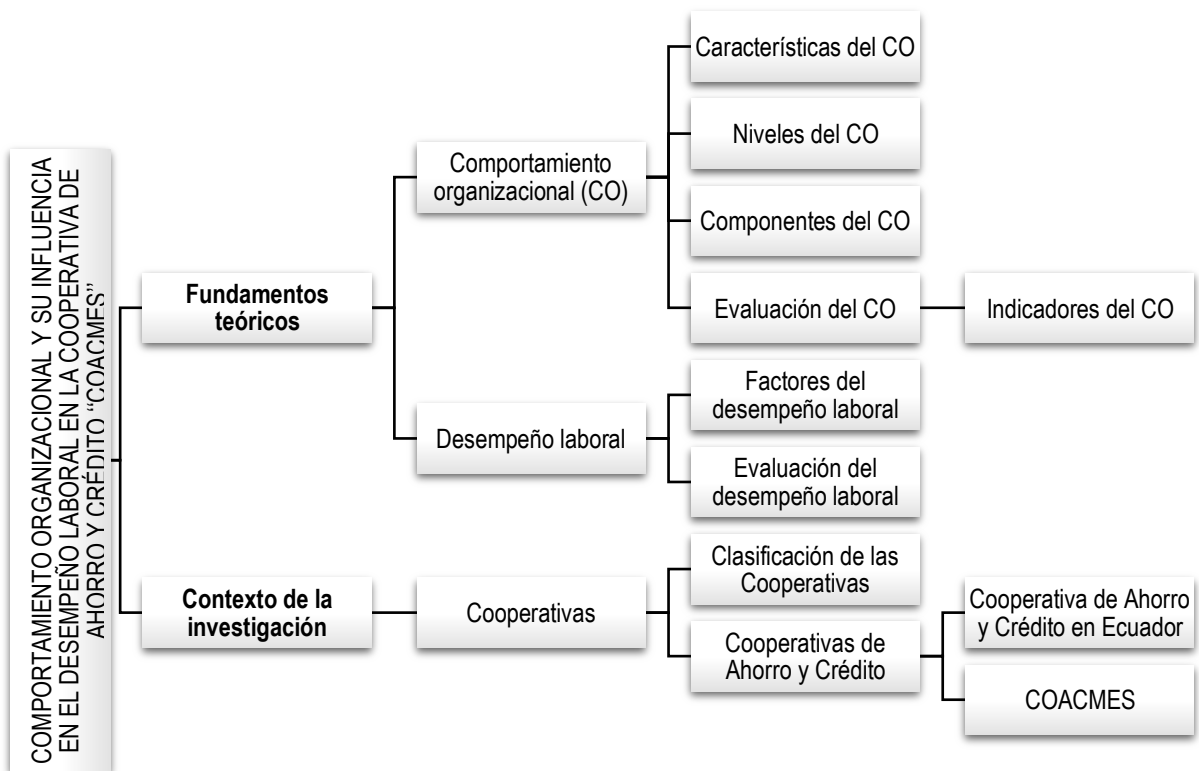 COMPORTAMIENTO ORGANIZACIONAL Y SU INFLUENCIA
EN EL DESEMPEÑO LABORAL EN LA COOPERATIVA DE
AHORRO Y CRÉDITO “COACMES”
Fundamentos
teóricos
Comportamiento
organizacional (CO)
Características del CO
Niveles del CO
Componentes del CO
Evaluación del CO
Indicadores del CO
Desempeño laboral
Factores del
desempeño laboral
Evaluación del
desempeño laboral
Contexto de la
investigación
Cooperativas
Clasificación de las
Cooperativas
Cooperativas de
Ahorro y Crédito
Cooperativa de Ahorro
y Crédito en Ecuador
COACMES